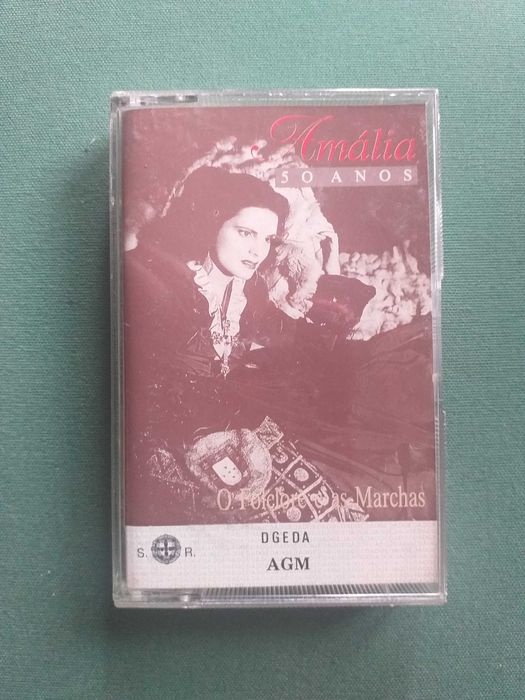 Amália
50 ANOS
O Folclore e as Marchas
DGEDA
S. R.
AGM